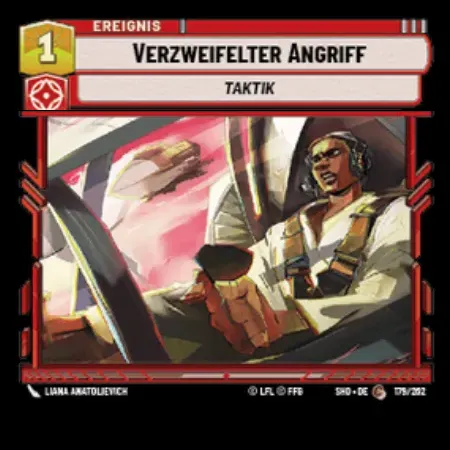 EREIGNIS
1
VERZWEIFELTER ANGRIFF
TAKTIK
LIANA ANATOLIEVICH
© LFL © FFG
SHD • DE
179/262